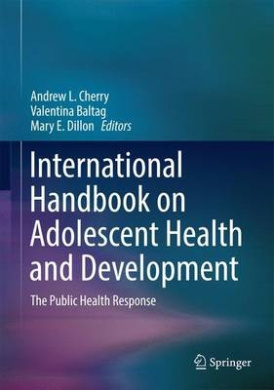 Andrew L. Cherry
Valentina Baltag
Mary E. Dillon Editors
International
Handbook on
Adolescent Health
and Development
The Public Health Response
Springer